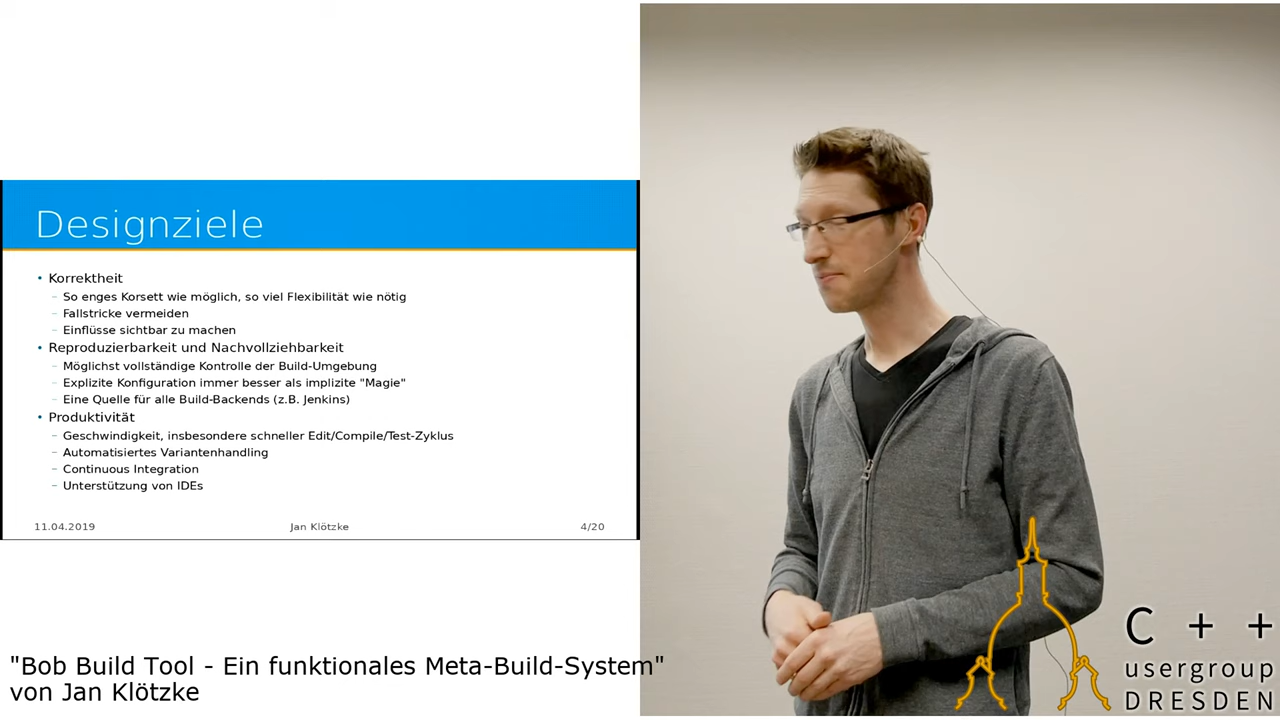 Designziele
• Korrektheit
– So enges Korsett wie möglich, so viel Flexibilität wie nötig
– Fallstricke vermeiden
– Einflüsse sichtbar zu machen
• Reproduzierbarkeit und Nachvollziehbarkeit
– Möglichst vollständige Kontrolle der Build-Umgebung
– Explizite Konfiguration immer besser als implizite "Magie"
– Eine Quelle für alle Build-Backends (z.B. Jenkins)
• Produktivität
– Geschwindigkeit, insbesondere schneller Edit/Compile/Test-Zyklus
– Automatisiertes Variantenhandling
– Continuous Integration
– Unterstützung von IDEs
11.04.2019 Jan Klötzke 4/20
"Bob Build Tool - Ein funktionales Meta-Build-System"
von Jan Klötzke
C + +
usergroup
DRESDEN